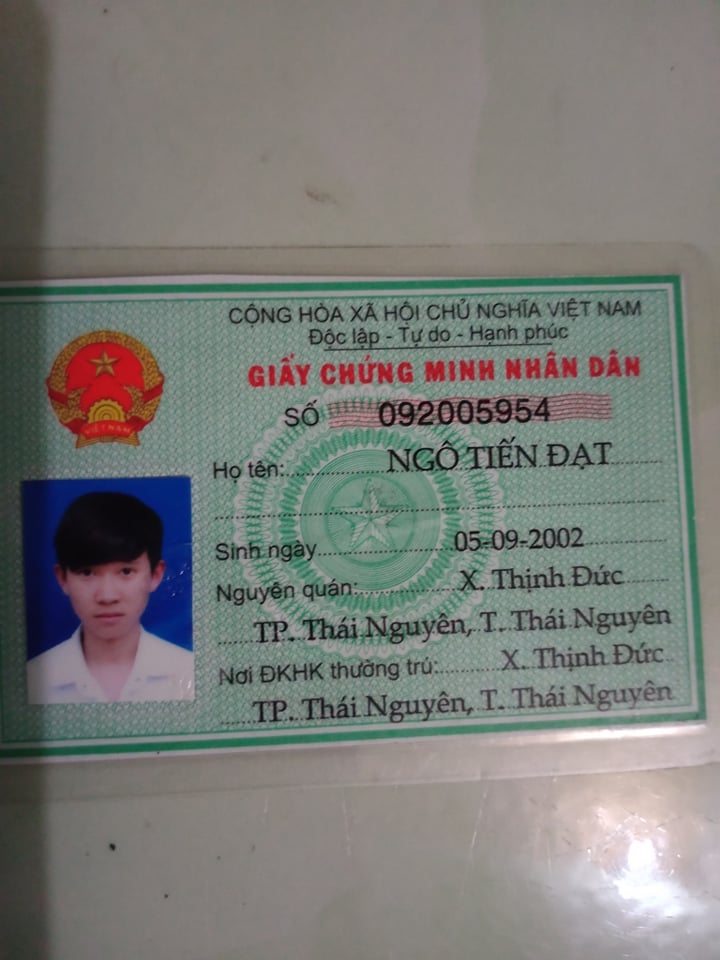 CỘNG HÒA XÃ HỘI CHỦ NGHĨA VIỆT NAM
Độc lập - Tự do - Hạnh phúc
GIẤY CHỨNG MINH NHÂN DÂN
SỐ 092005954
VIỆT NAM
Họ tên: NGÔ TIẾN ĐẠT
Sinh ngày 05-09-2002
Nguyên quán: X. Thịnh Đức
TP. Thái Nguyên, T. Thái Nguyên
Nơi ĐKHK thường trú: X. Thịnh Đức
TP. Thái Nguyên, T. Thái Nguyên